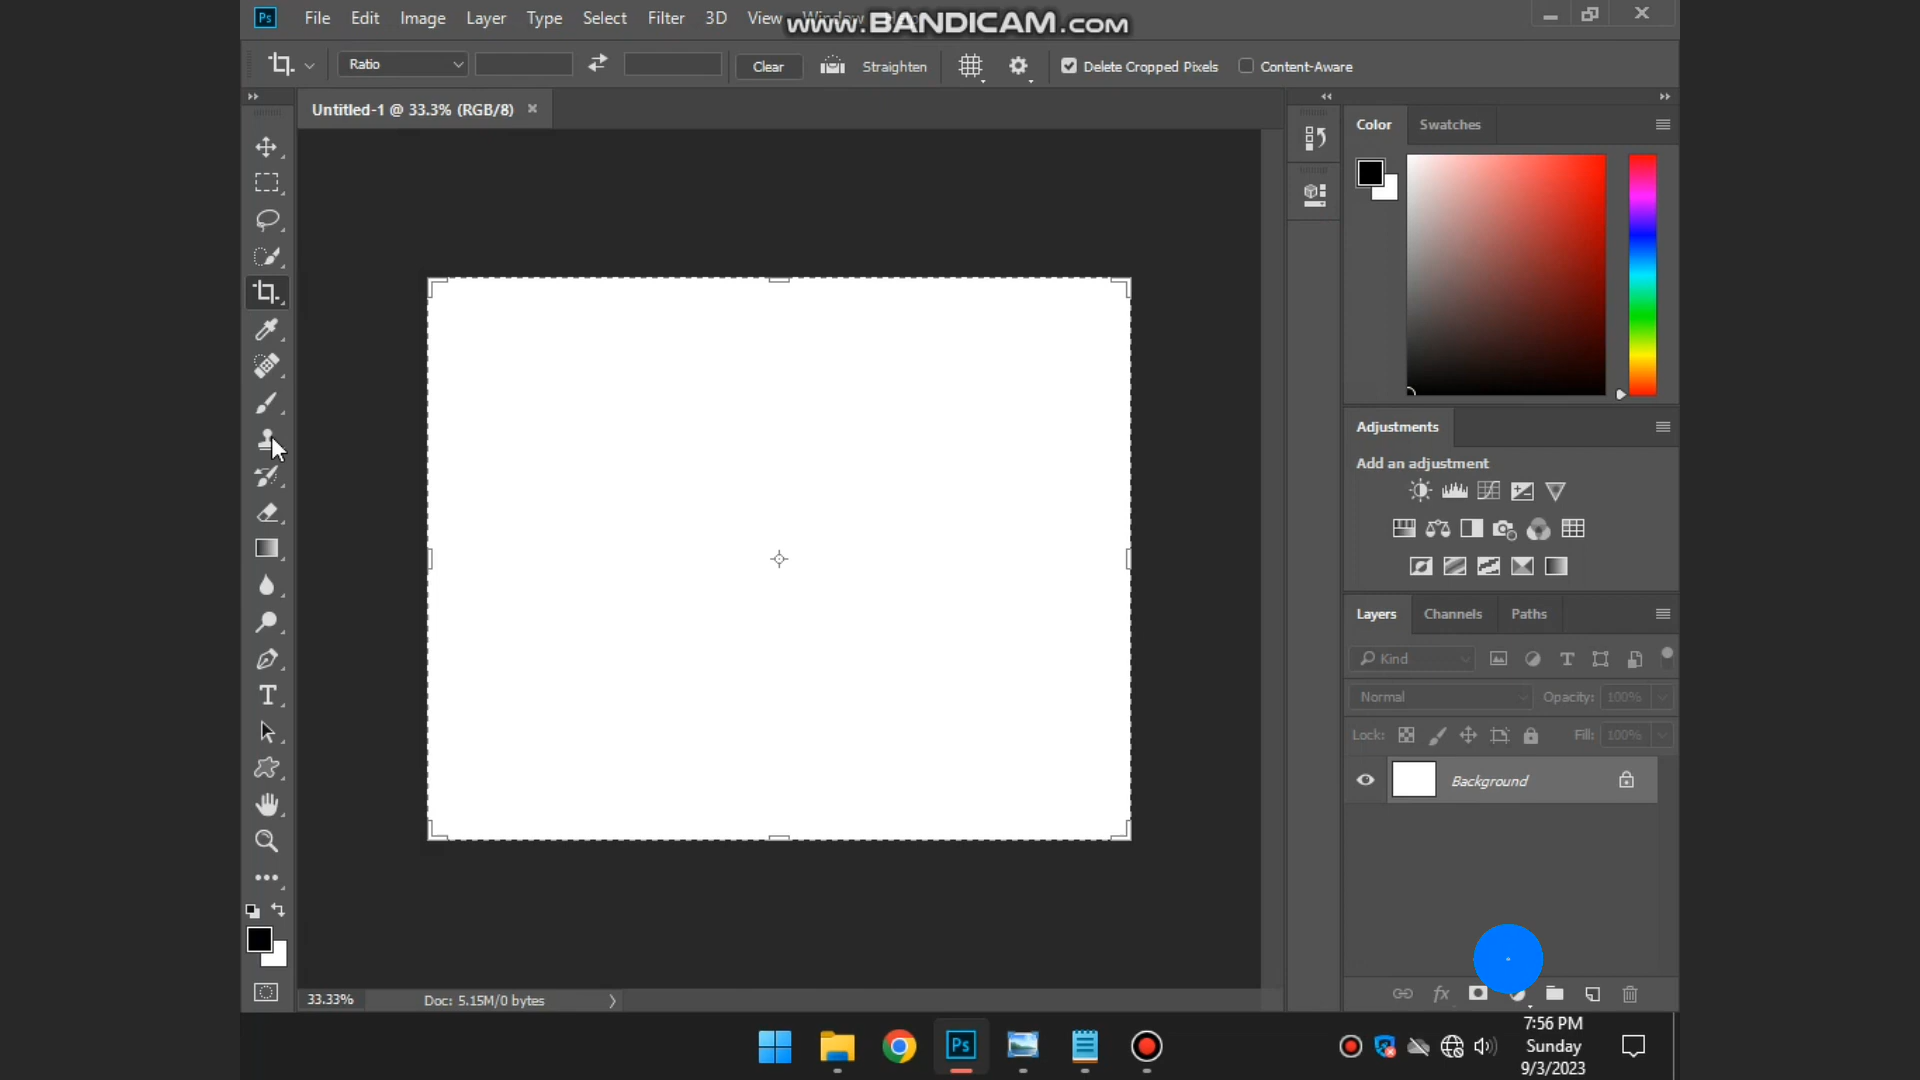 Ps File Edit Image Layer Type Select Filter 3D View
www.BANDICAM.com
Ratio Clear Straighten Delete Cropped Pixels Content-Aware
Untitled-1 @ 33.3% (RGB/8)
Color Swatches
Adjustments
Add an adjustment
Layers Channels Paths
Kind
Normal Opacity: 100%
Lock: Fill: 100%
Background
fx
T
33.33% Doc: 5.15M/0 bytes
Ps
7:56 PM
Sunday
9/3/2023